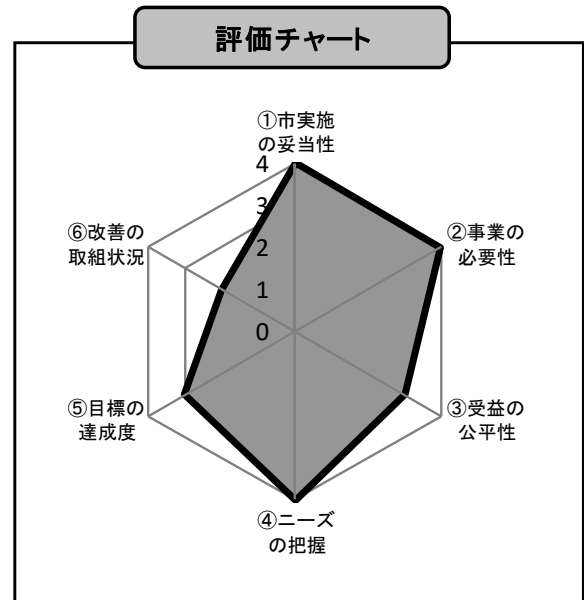 評価チャート
①市実施
の妥当性
4
3
2
1
0
②事業の
必要性
③受益の
公平性
④ニーズ
の把握
⑤目標の
達成度
⑥改善の
取組状況